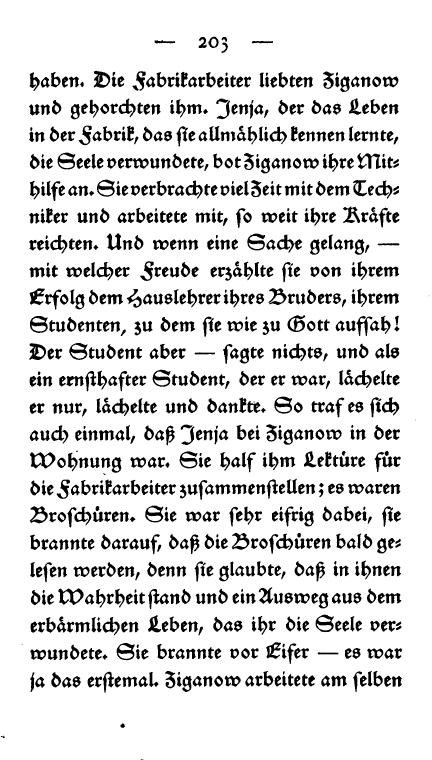 — 203 —
haben. Die Fabrikarbeiter liebten Ziganow
und gehorchten ihm. Jenja, der das Leben
in der Fabrik, das sie allmählich kennen lernte,
die Seele verwundete, bot Ziganow ihre Mit-
hilfe an. Sie verbrachte viel Zeit mit dem Tech-
niker und arbeitete mit, so weit ihre Kräfte
reichten. Und wenn eine Sache gelang, —
mit welcher Freude erzählte sie von ihrem
Erfolg dem Hauslehrer ihres Bruders, ihrem
Studenten, zu dem sie wie zu Gott aufsah!
Der Student aber — sagte nichts, und als
ein ernsthafter Student, der er war, lächelte
er nur, lächelte und dankte. So traf es sich
auch einmal, daß Jenja bei Ziganow in der
Wohnung war. Sie half ihm Lektüre für
die Fabrikarbeiter zusammenstellen; es waren
Broschüren. Sie war sehr eifrig dabei, sie
brannte darauf, daß die Broschüren bald ge-
lesen werden, denn sie glaubte, daß in ihnen
die Wahrheit stand und ein Ausweg aus dem
erbärmlichen Leben, das ihr die Seele ver-
wundete. Sie brannte vor Eifer — es war
ja das erstemal. Ziganow arbeitete am selben